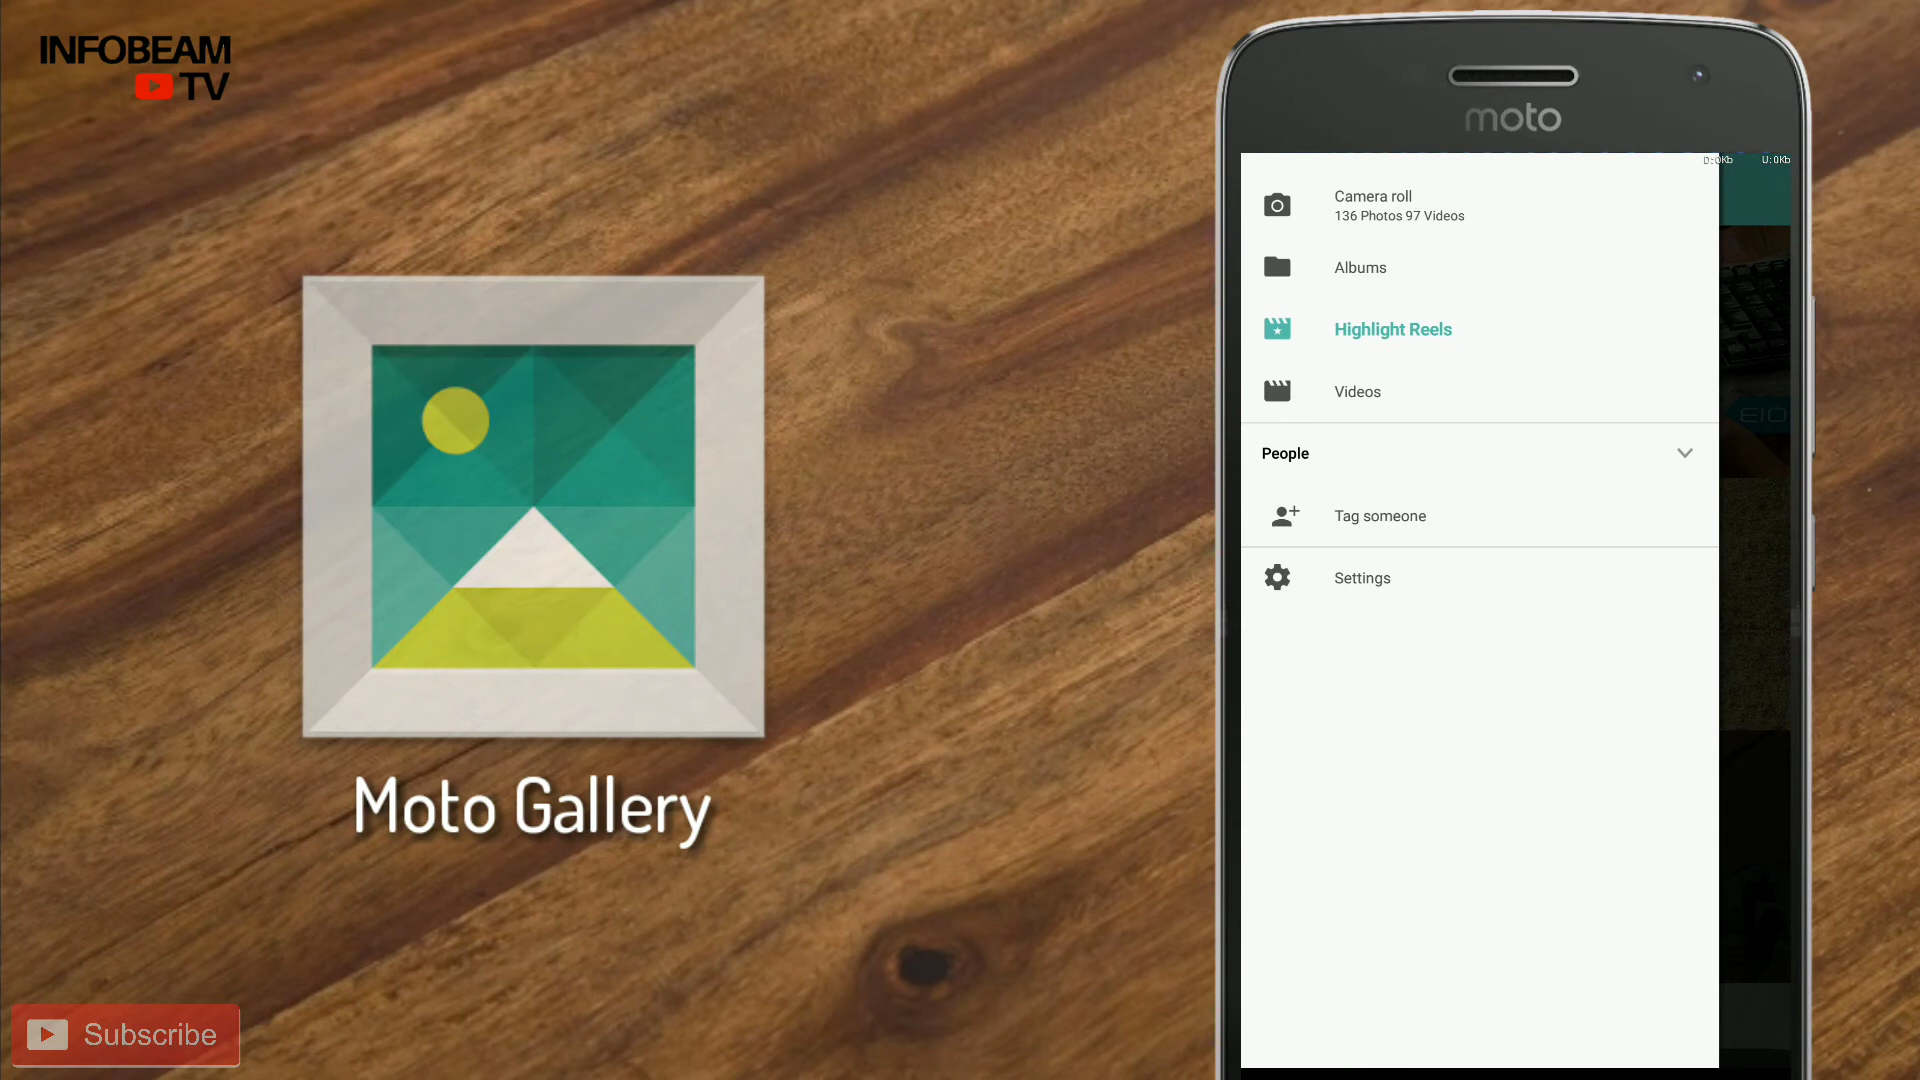 INFOBEAM
TV
moto
D:0Kb U:0Kb
Camera roll
136 Photos 97 Videos
Albums
Highlight Reels
Videos
People
Tag someone
Settings
Moto Gallery
Subscribe